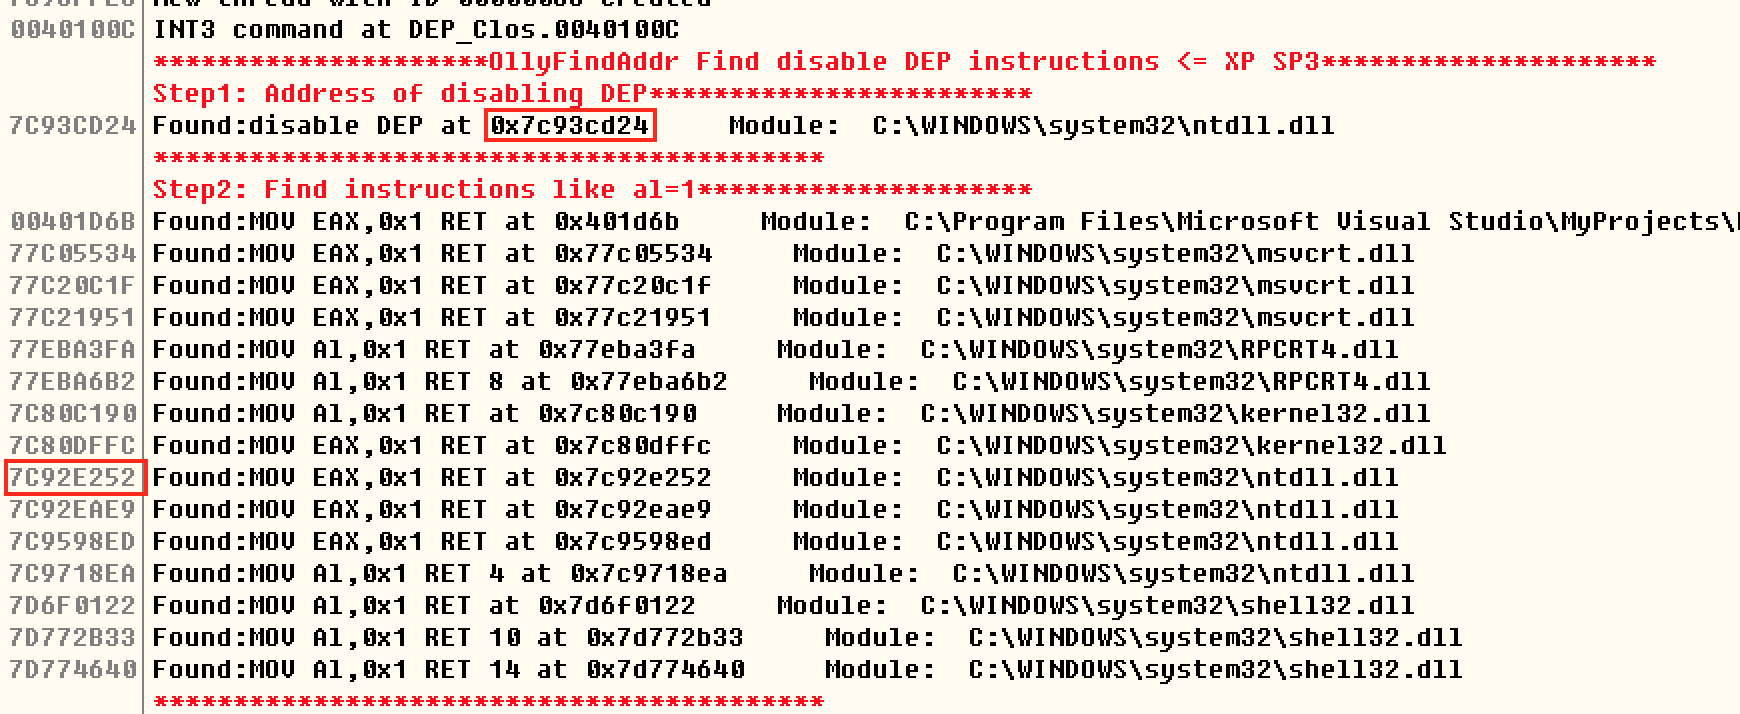 0040100C INT3 command at DEP_Clos.0040100C
*********************OllyFindAddr Find disable DEP instructions <= XP SP3*********************
Step1: Address of disabling DEP************************
7C93CD24 Found:disable DEP at 0x7c93cd24 Module: C:\WINDOWS\system32\ntdll.dll
******************************************
Step2: Find instructions like al=1*********************
00401D6B Found:MOV EAX,0x1 RET at 0x401d6b Module: C:\Program Files\Microsoft Visual Studio\MyProjects\
77C05534 Found:MOV EAX,0x1 RET at 0x77c05534 Module: C:\WINDOWS\system32\msvcrt.dll
77C20C1F Found:MOV EAX,0x1 RET at 0x77c20c1f Module: C:\WINDOWS\system32\msvcrt.dll
77C21951 Found:MOV EAX,0x1 RET at 0x77c21951 Module: C:\WINDOWS\system32\msvcrt.dll
77EBA3FA Found:MOV Al,0x1 RET at 0x77eba3fa Module: C:\WINDOWS\system32\RPCRT4.dll
77EBA6B2 Found:MOV Al,0x1 RET 8 at 0x77eba6b2 Module: C:\WINDOWS\system32\RPCRT4.dll
7C80C190 Found:MOV Al,0x1 RET at 0x7c80c190 Module: C:\WINDOWS\system32\kernel32.dll
7C80DFFC Found:MOV EAX,0x1 RET at 0x7c80dffc Module: C:\WINDOWS\system32\kernel32.dll
7C92E252 Found:MOV EAX,0x1 RET at 0x7c92e252 Module: C:\WINDOWS\system32\ntdll.dll
7C92EAE9 Found:MOV EAX,0x1 RET at 0x7c92eae9 Module: C:\WINDOWS\system32\ntdll.dll
7C9598ED Found:MOV EAX,0x1 RET at 0x7c9598ed Module: C:\WINDOWS\system32\ntdll.dll
7C9718EA Found:MOV Al,0x1 RET 4 at 0x7c9718ea Module: C:\WINDOWS\system32\ntdll.dll
7D6F0122 Found:MOV Al,0x1 RET at 0x7d6f0122 Module: C:\WINDOWS\system32\shell32.dll
7D772B33 Found:MOV Al,0x1 RET 10 at 0x7d772b33 Module: C:\WINDOWS\system32\shell32.dll
7D774640 Found:MOV Al,0x1 RET 14 at 0x7d774640 Module: C:\WINDOWS\system32\shell32.dll
******************************************